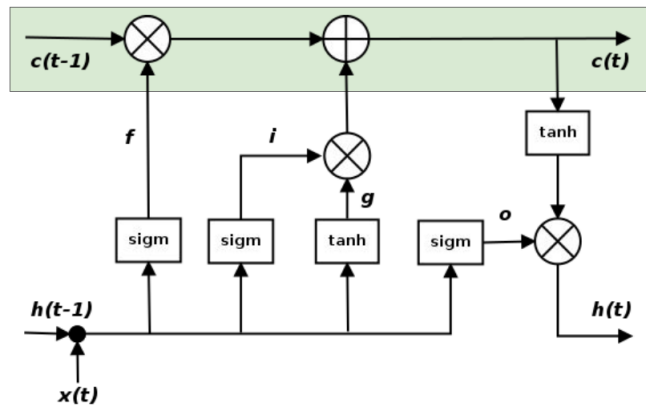 c(t-1)
c(t)
tanh
f
i
g
o
sigm
sigm
tanh
sigm
h(t-1)
h(t)
x(t)